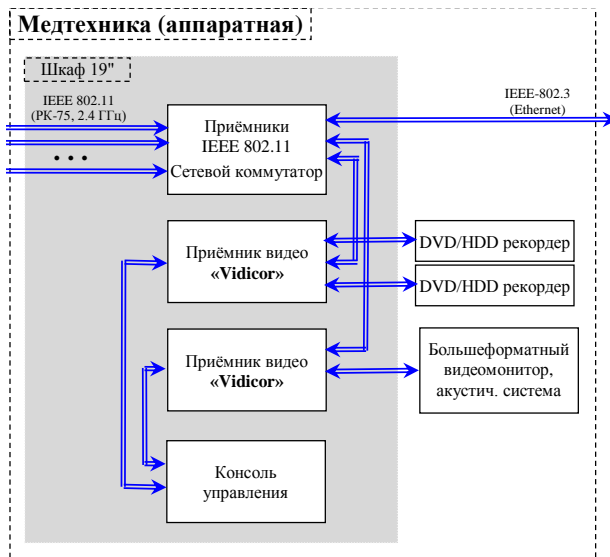 Медтехника (аппаратная)
Шкаф 19"
IEEE 802.11
(РК-75, 2.4 ГГц)
IEEE-802.3
(Ethernet)
Приёмники
IEEE 802.11
Сетевой коммутатор
Приёмник видео
«Vidicor»
DVD/HDD рекордер
DVD/HDD рекордер
Приёмник видео
«Vidicor»
Большеформатный
видеомонитор,
акустич. система
Консоль
управления